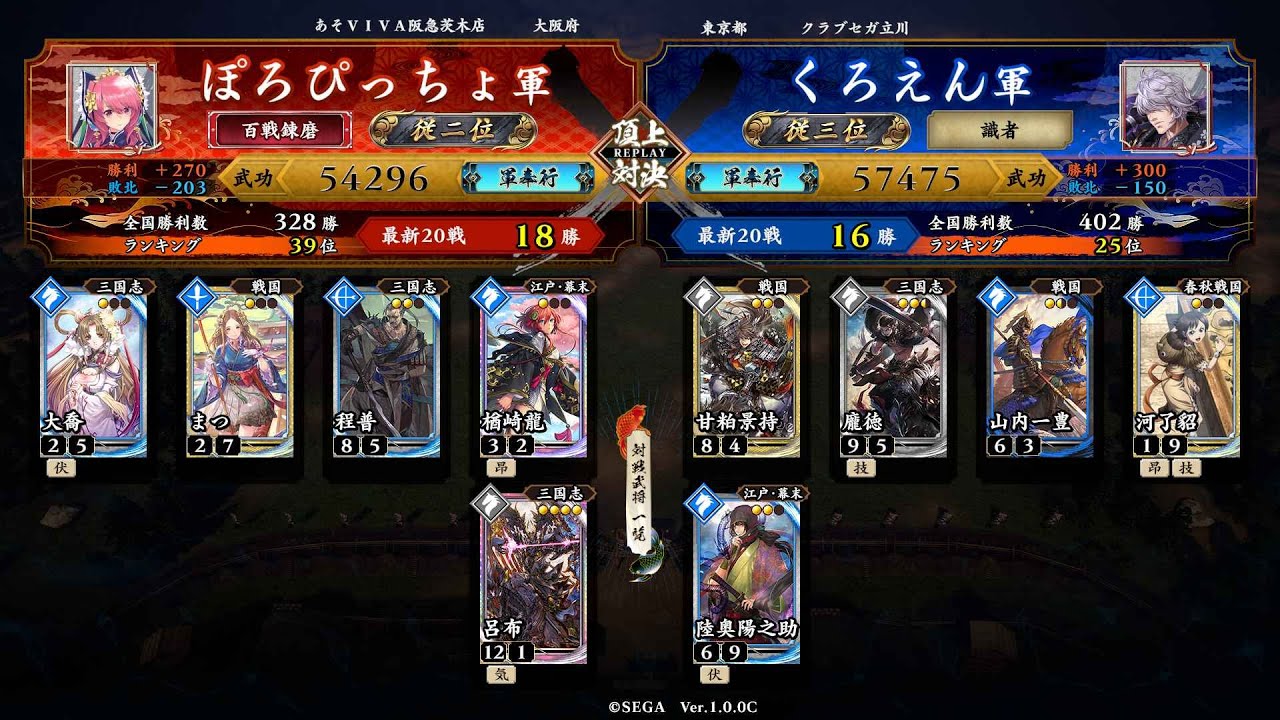 あそVIVA阪急茨木店 大阪府
東京都 クラブセガ立川
ぽろぴっちょ軍
くろえん軍
百戦錬磨 従二位
従三位 識者
頂上
REPLAY
対決
勝利 +270
敗北 -203
武功 54296 軍奉行
軍奉行 57475 武功
勝利 +300
敗北 -150
全国勝利数 328勝
ランキング 39位
最新20戦 18勝
最新20戦 16勝
全国勝利数 402勝
ランキング 25位
三国志
大喬
2 5
伏
戦国
まつ
2 7
三国志
程普
8 5
江戸・幕末
楢崎龍
3 2
昂
戦国
甘粕景持
8 4
三国志
龐徳
9 5
技
戦国
山内一豊
6 3
春秋戦国
河了貂
1 9
昂 技
対戦武将一覧
三国志
呂布
12 1
気
江戸・幕末
陸奥陽之助
6 9
伏
©SEGA Ver.1.0.0C